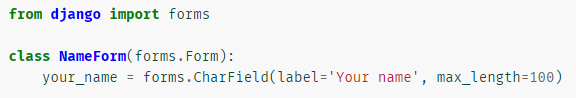 from django import forms

class NameForm(forms.Form):
    your_name = forms.CharField(label='Your name', max_length=100)